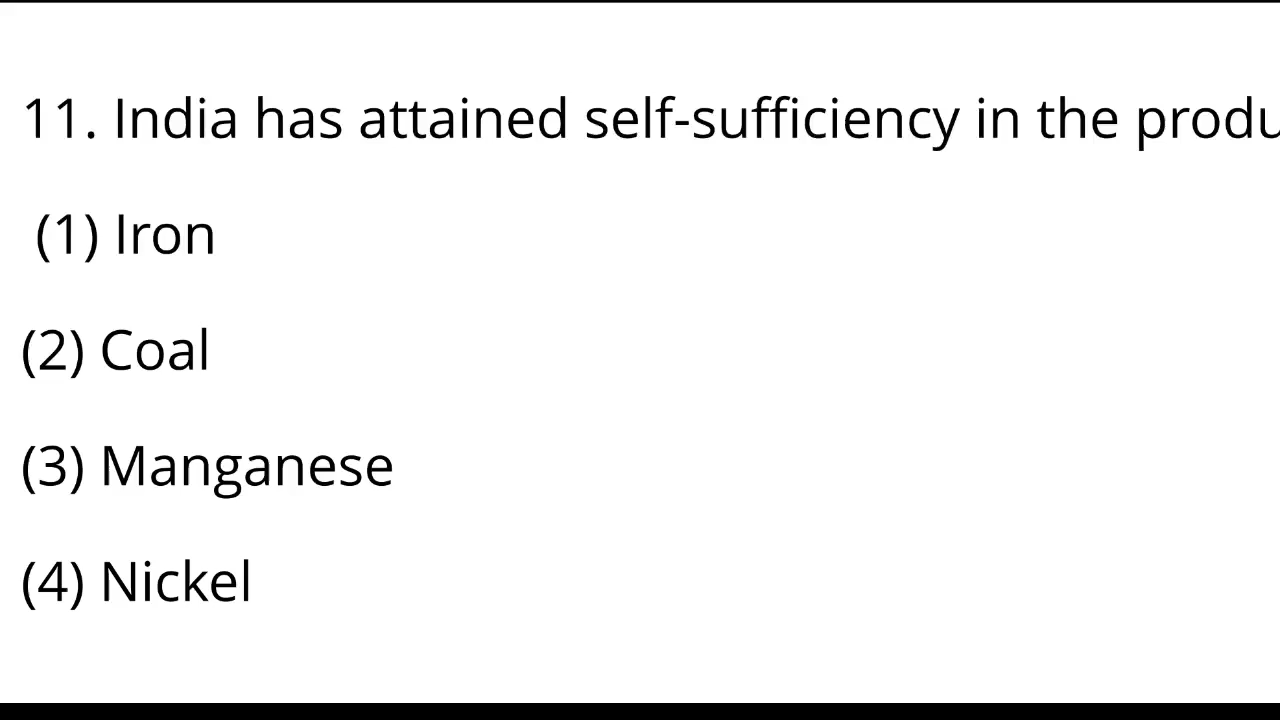 11. India has attained self-sufficiency in the produ
(1) Iron
(2) Coal
(3) Manganese
(4) Nickel